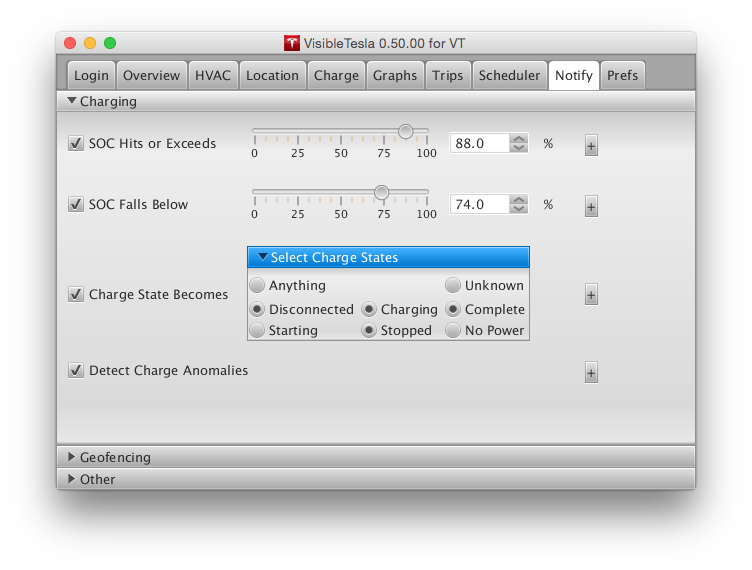 VisibleTesla 0.50.00 for VT
Login Overview HVAC Location Charge Graphs Trips Scheduler Notify Prefs
Charging
SOC Hits or Exceeds 88.0 %
0 25 50 75 100
SOC Falls Below 74.0 %
0 25 50 75 100
Select Charge States
Anything Unknown
Charge State Becomes
Disconnected Charging Complete
Starting Stopped No Power
Detect Charge Anomalies
Geofencing
Other